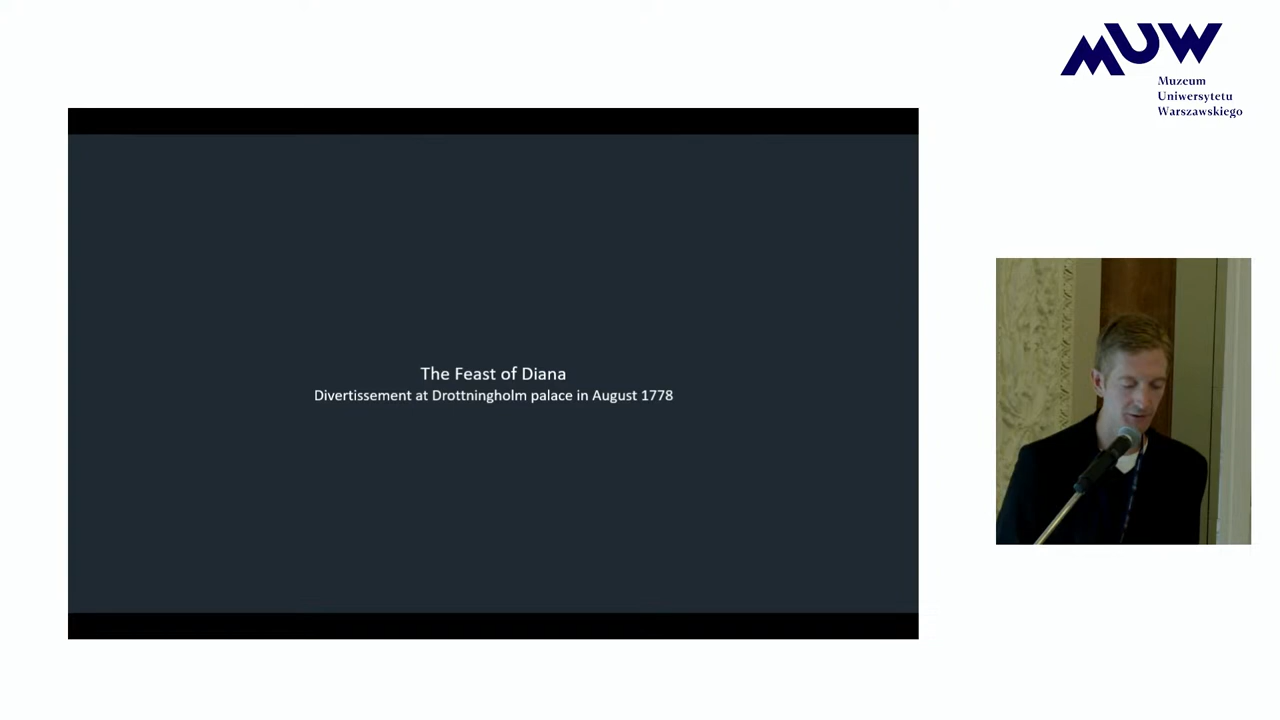 MUW
Muzeum
Uniwersytetu
Warszawskiego
The Feast of Diana
Divertissement at Drottningholm palace in August 1778